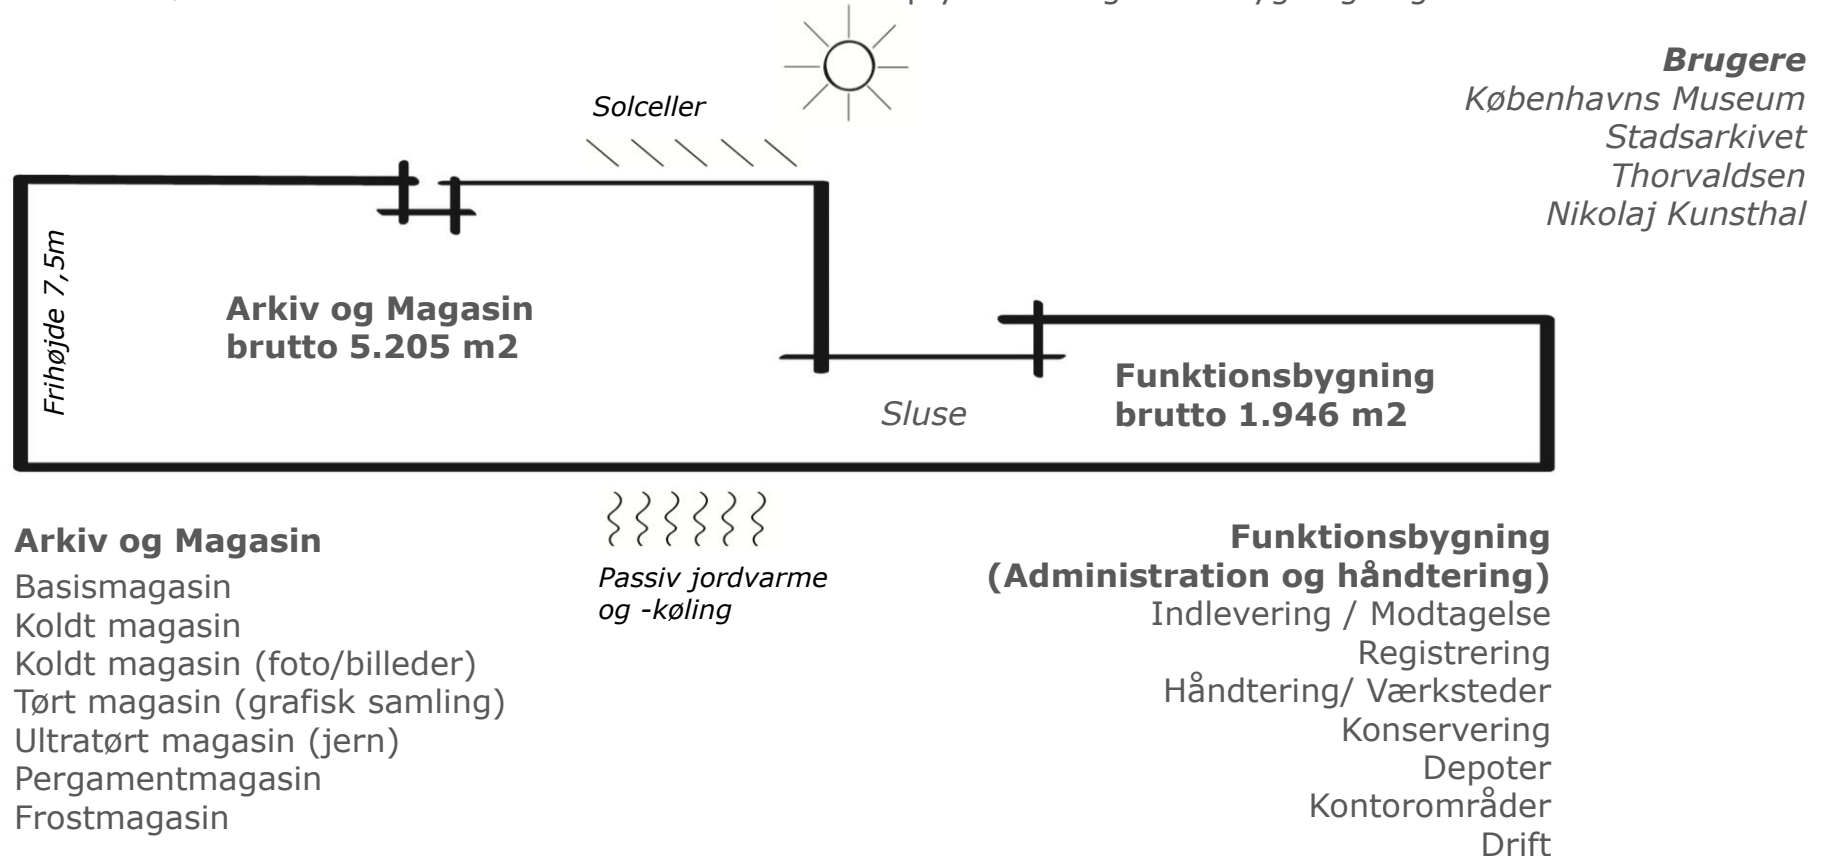 Brugere
Københavns Museum
Stadsarkivet
Thorvaldsen
Nikolaj Kunsthal
Solceller
Frihøjde 7,5m
Arkiv og Magasin
brutto 5.205 m2
Sluse
Funktionsbygning
brutto 1.946 m2
Arkiv og Magasin
Basismagasin
Koldt magasin
Koldt magasin (foto/billeder)
Tørt magasin (grafisk samling)
Ultratørt magasin (jern)
Pergamentmagasin
Frostmagasin
Passiv jordvarme
og -køling
Funktionsbygning
(Administration og håndtering)
Indlevering / Modtagelse
Registrering
Håndtering/ Værksteder
Konservering
Depoter
Kontorområder
Drift